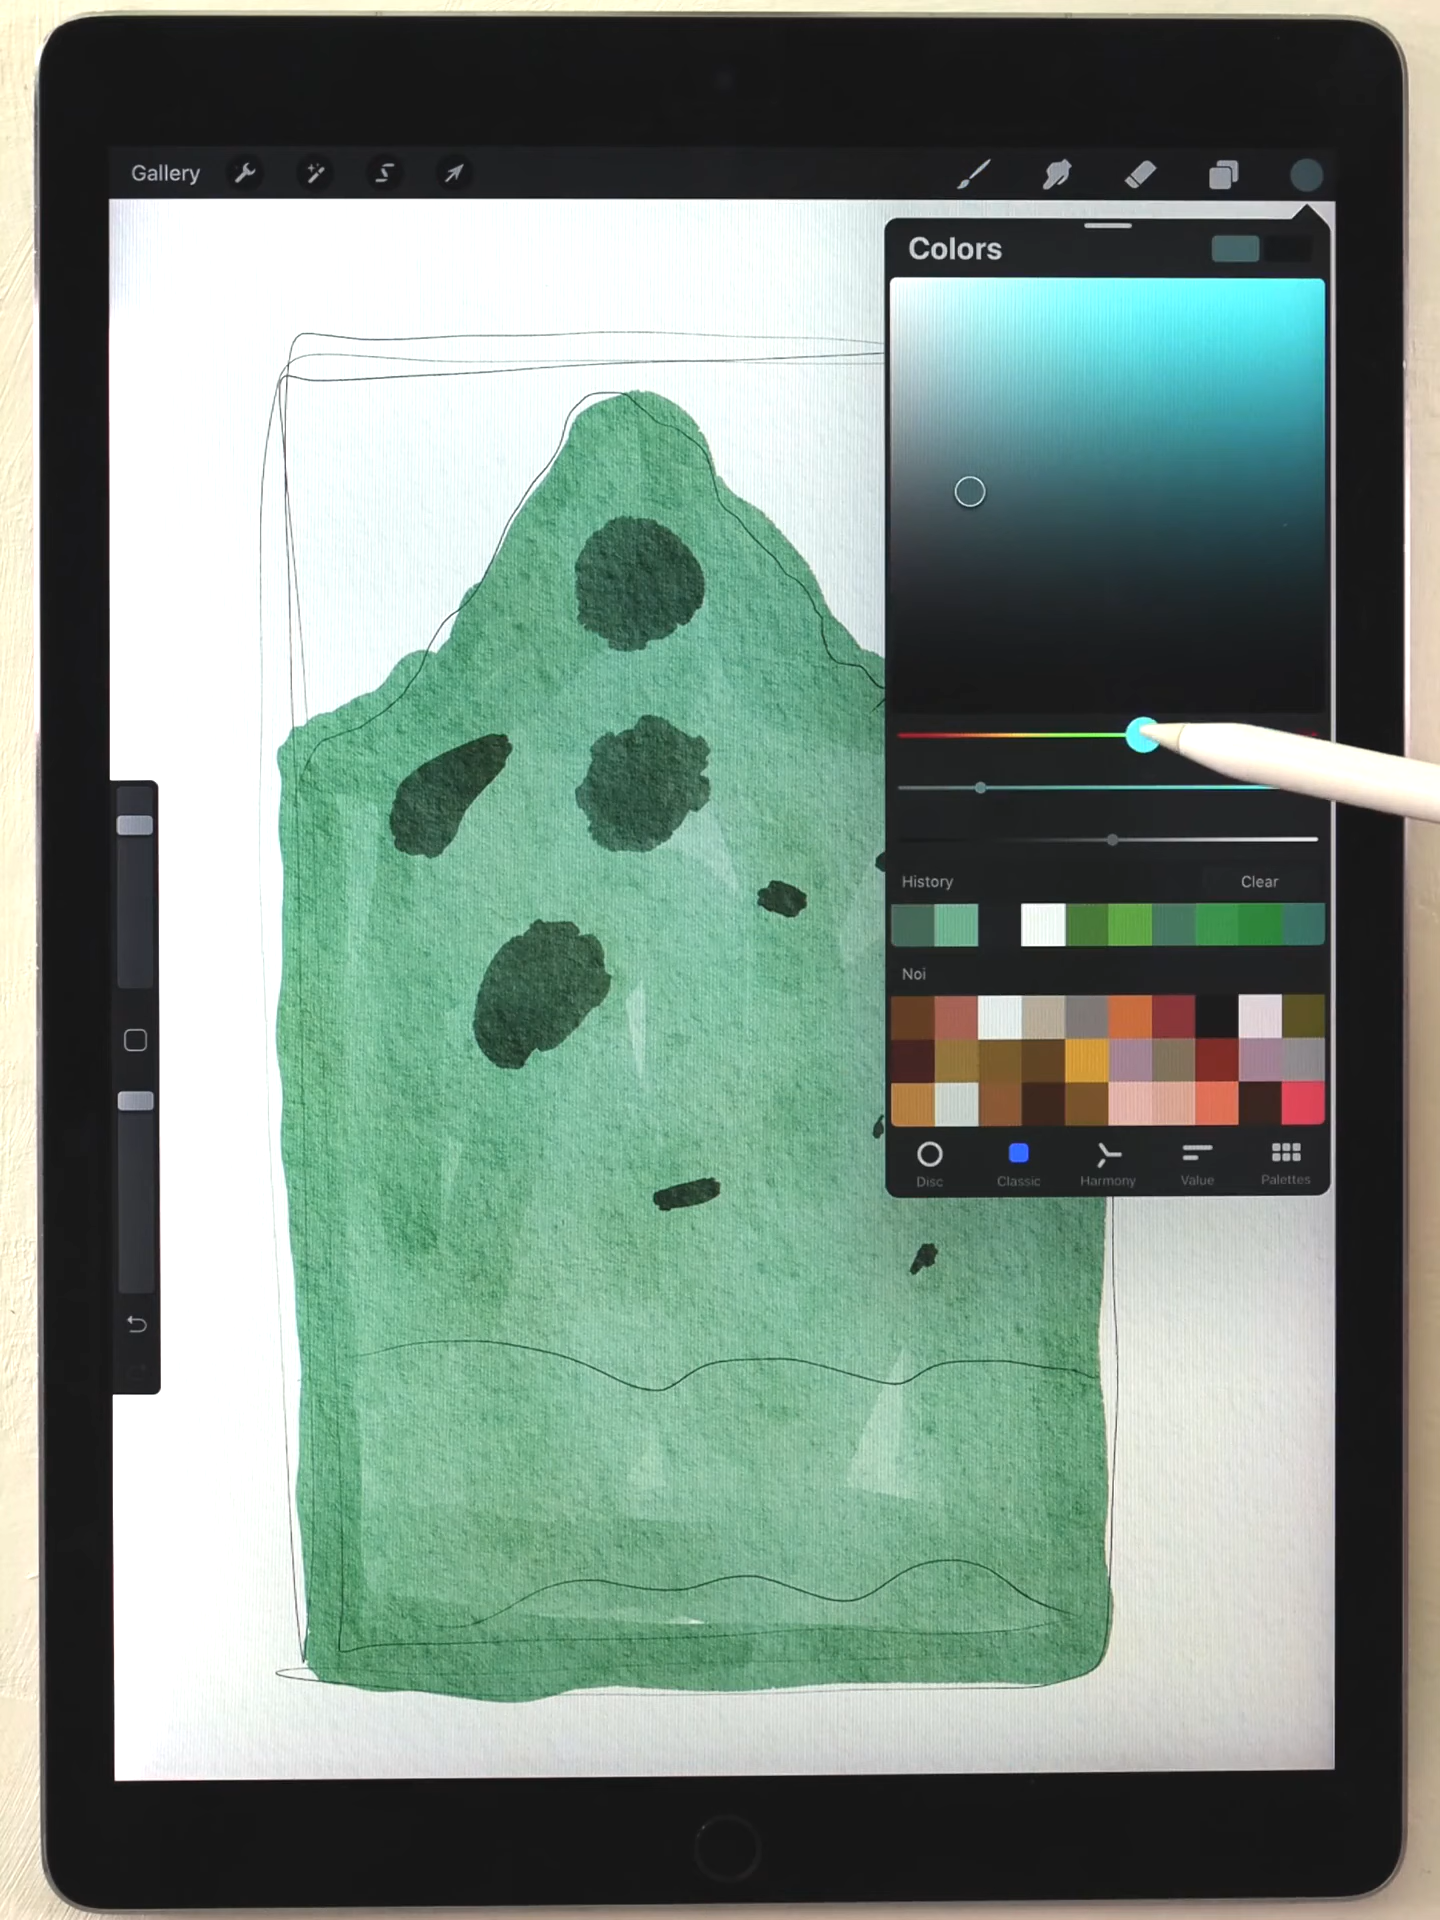 Gallery
Colors
History Clear
Noi
Disc Classic Harmony Value Palettes